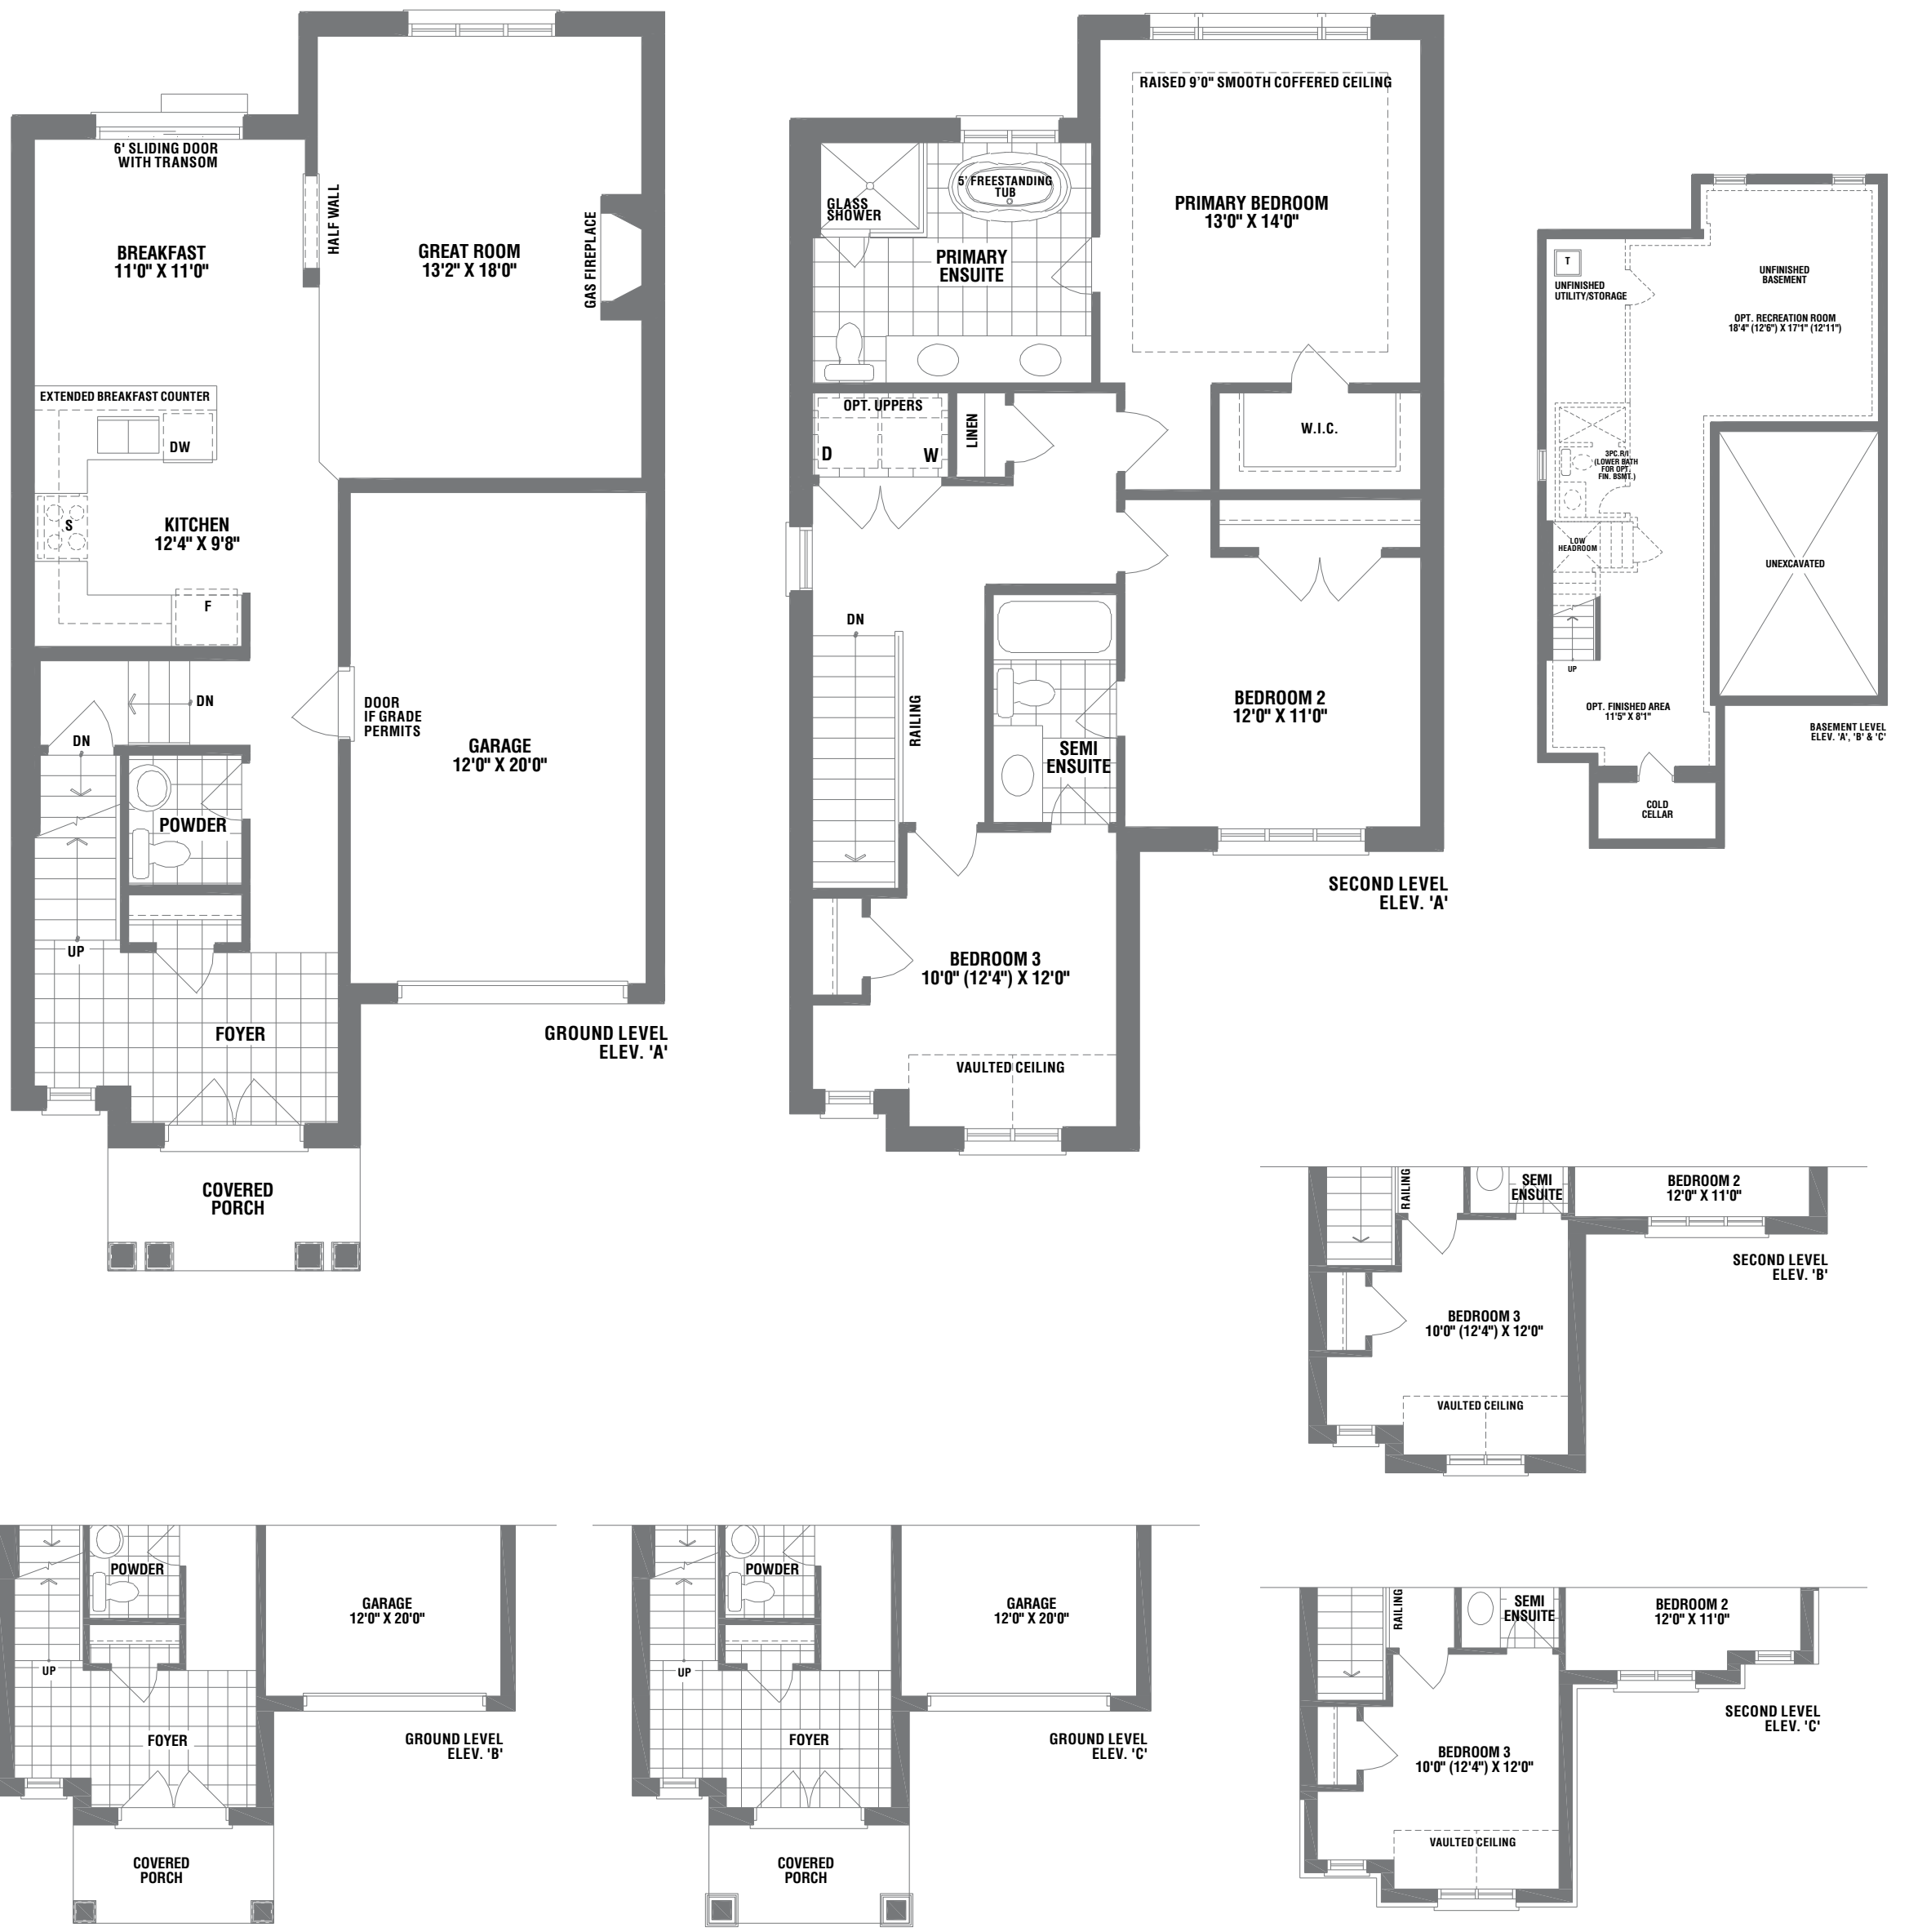 6' SLIDING DOOR
WITH TRANSOM
BREAKFAST
11'0" X 11'0"
HALF WALL
GREAT ROOM
13'2" X 18'0"
GAS FIREPLACE
EXTENDED BREAKFAST COUNTER
DW
S
KITCHEN
12'4" X 9'8"
F
DN
DN
DOOR
IF GRADE
PERMITS
GARAGE
12'0" X 20'0"
POWDER
UP
FOYER
GROUND LEVEL
ELEV. 'A'
COVERED
PORCH
RAISED 9'0" SMOOTH COFFERED CEILING
5' FREESTANDING
TUB
GLASS
SHOWER
PRIMARY
ENSUITE
PRIMARY BEDROOM
13'0" X 14'0"
OPT. UPPERS
D
W
LINEN
W.I.C.
DN
RAILING
BEDROOM 2
12'0" X 11'0"
SEMI
ENSUITE
SECOND LEVEL
ELEV. 'A'
BEDROOM 3
10'0" (12'4") X 12'0"
VAULTED CEILING
T
UNFINISHED
UTILITY/STORAGE
UNFINISHED
BASEMENT
OPT. RECREATION ROOM
18'4" (12'6") X 17'1" (12'11")
3PC.R/I
(LOWER BATH
FOR OPT.
FIN. BSMT.)
LOW
HEADROOM
UNEXCAVATED
UP
OPT. FINISHED AREA
11'5" X 8'1"
BASEMENT LEVEL
ELEV. 'A', 'B' & 'C'
COLD
CELLAR
RAILING
SEMI
ENSUITE
BEDROOM 2
12'0" X 11'0"
SECOND LEVEL
ELEV. 'B'
BEDROOM 3
10'0" (12'4") X 12'0"
VAULTED CEILING
POWDER
GARAGE
12'0" X 20'0"
UP
FOYER
GROUND LEVEL
ELEV. 'B'
COVERED
PORCH
POWDER
GARAGE
12'0" X 20'0"
UP
FOYER
GROUND LEVEL
ELEV. 'C'
COVERED
PORCH
RAILING
SEMI
ENSUITE
BEDROOM 2
12'0" X 11'0"
SECOND LEVEL
ELEV. 'C'
BEDROOM 3
10'0" (12'4") X 12'0"
VAULTED CEILING